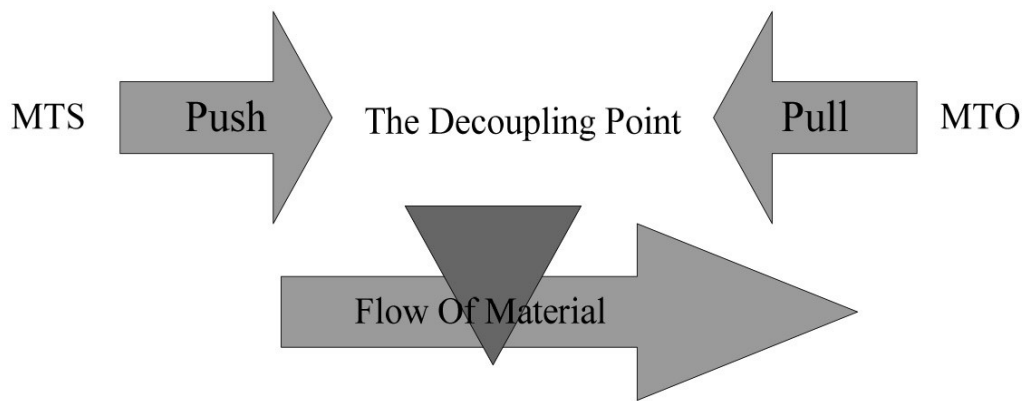 MTS
Push
The Decoupling Point
Pull
MTO
Flow Of Material